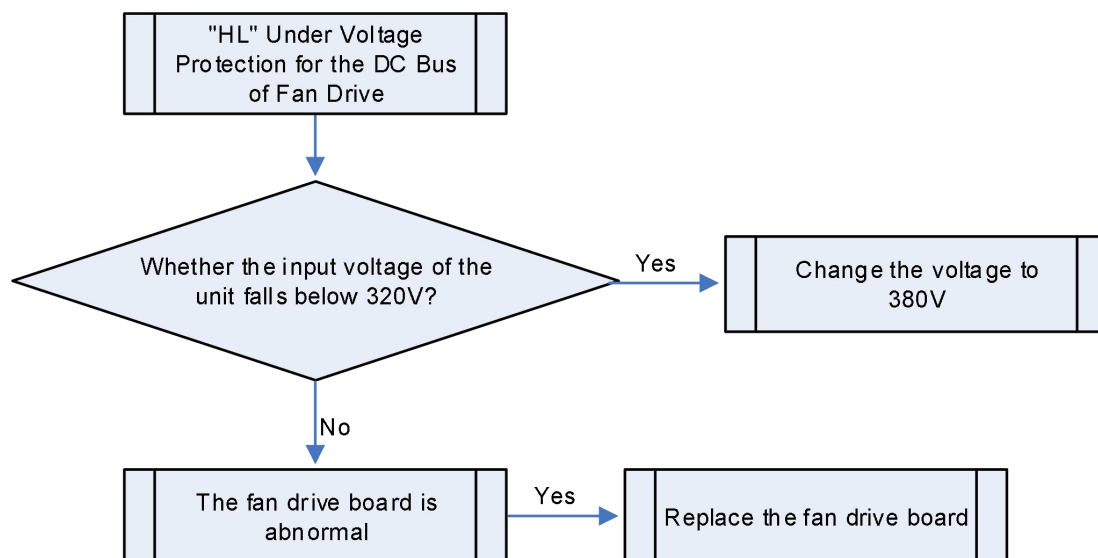 "HL" Under Voltage
Protection for the DC Bus
of Fan Drive
Whether the input voltage of the
unit falls below 320V?
Yes
Change the voltage to
380V
No
The fan drive board is
abnormal
Yes
Replace the fan drive board